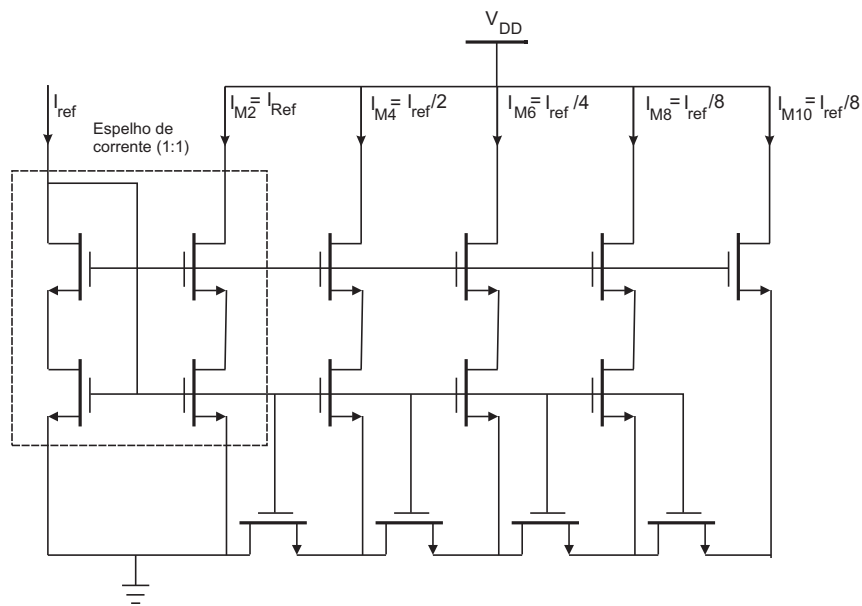 V_DD
I_ref
I_M2= I_Ref
I_M4= I_ref/2
I_M6= I_ref/4
I_M8= I_ref/8
I_M10= I_ref/8
Espelho de
corrente (1:1)